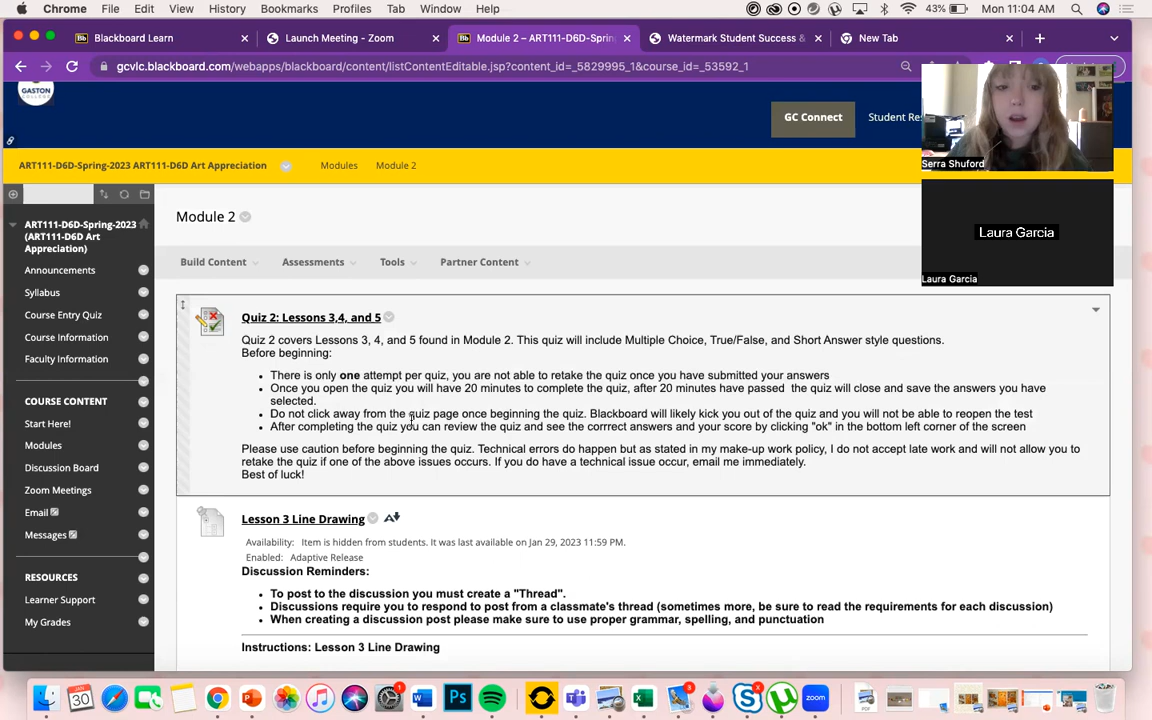 Chrome File Edit View History Bookmarks Profiles Tab Window Help 43% Mon 11:04 AM
Blackboard Learn × Launch Meeting - Zoom × Module 2 – ART111-D6D-Sprin × Watermark Student Success & × New Tab ×
gcvlc.blackboard.com/webapps/blackboard/content/listContentEditable.jsp?content_id=_5829995_1&course_id=_53592_1
GASTON
COLLEGE
GC Connect
Student Res
Serra Shuford
Laura Garcia
Laura Garcia
ART111-D6D-Spring-2023 ART111-D6D Art Appreciation
Modules
Module 2
ART111-D6D-Spring-2023
(ART111-D6D Art
Appreciation)
Announcements
Syllabus
Course Entry Quiz
Course Information
Faculty Information
COURSE CONTENT
Start Here!
Modules
Discussion Board
Zoom Meetings
Email
Messages
RESOURCES
Learner Support
My Grades
Module 2
Build Content
Assessments
Tools
Partner Content
Quiz 2: Lessons 3,4, and 5
Quiz 2 covers Lessons 3, 4, and 5 found in Module 2. This quiz will include Multiple Choice, True/False, and Short Answer style questions.
Before beginning:
• There is only one attempt per quiz, you are not able to retake the quiz once you have submitted your answers
• Once you open the quiz you will have 20 minutes to complete the quiz, after 20 minutes have passed the quiz will close and save the answers you have
selected.
• Do not click away from the quiz page once beginning the quiz. Blackboard will likely kick you out of the quiz and you will not be able to reopen the test
• After completing the quiz you can review the quiz and see the corrrect answers and your score by clicking "ok" in the bottom left corner of the screen
Please use caution before beginning the quiz. Technical errors do happen but as stated in my make-up work policy, I do not accept late work and will not allow you to
retake the quiz if one of the above issues occurs. If you do have a technical issue occur, email me immediately.
Best of luck!
Lesson 3 Line Drawing
Availability: Item is hidden from students. It was last available on Jan 29, 2023 11:59 PM.
Enabled: Adaptive Release
Discussion Reminders:
• To post to the discussion you must create a "Thread".
• Discussions require you to respond to post from a classmate's thread (sometimes more, be sure to read the requirements for each discussion)
• When creating a discussion post please make sure to use proper grammar, spelling, and punctuation
Instructions: Lesson 3 Line Drawing
JAN
30
Ps
zoom